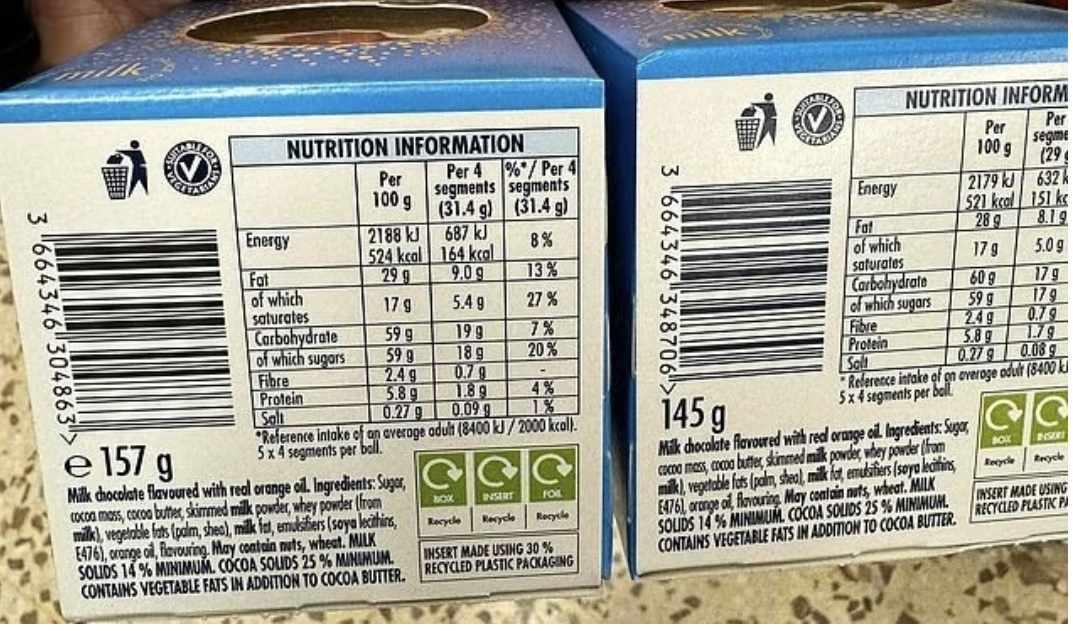 milk
SUITABLE FOR VEGETARIANS
3 664346 304863 >
NUTRITION INFORMATION
Per 100 g
Per 4 segments (31.4 g)
%*/ Per 4 segments (31.4 g)
Energy 2188 kJ 687 kJ 8 %
524 kcal 164 kcal
Fat 29 g 9.0 g 13 %
of which saturates 17 g 5.4 g 27 %
Carbohydrate 59 g 19 g 7 %
of which sugars 59 g 18 g 20 %
Fibre 2.4 g 0.7 g -
Protein 5.8 g 1.8 g 4 %
Salt 0.27 g 0.09 g 1 %
*Reference intake of an average adult (8400 kJ / 2000 kcal).
5 x 4 segments per ball.
e 157 g
Milk chocolate flavoured with real orange oil. Ingredients: Sugar,
cocoa mass, cocoa butter, skimmed milk powder, whey powder (from
milk), vegetable fats (palm, shea), milk fat, emulsifiers (soya lecithins,
E476), orange oil, flavouring. May contain nuts, wheat. MILK
SOLIDS 14 % MINIMUM. COCOA SOLIDS 25 % MINIMUM.
CONTAINS VEGETABLE FATS IN ADDITION TO COCOA BUTTER.
BOX INSERT FOIL
Recycle Recycle Recycle
INSERT MADE USING 30 %
RECYCLED PLASTIC PACKAGING
milk
SUITABLE FOR VEGETARIANS
3 664346 348706 >
NUTRITION INFORM
Per 100 g
Per segme (29 g
Energy 2179 kJ 632 k
521 kcal 151 kc
Fat 28 g 8.1 g
of which saturates 17 g 5.0 g
Carbohydrate 60 g 17 g
of which sugars 59 g 17 g
Fibre 2.4 g 0.7 g
Protein 5.8 g 1.7 g
Salt 0.27 g 0.08 g
* Reference intake of an average adult (8400 kJ
5 x 4 segments per ball.
145 g
Milk chocolate flavoured with real orange oil. Ingredients: Sugar,
cocoa mass, cocoa butter, skimmed milk powder, whey powder (from
milk), vegetable fats (palm, shea), milk fat, emulsifiers (soya lecithins,
E476), orange oil, flavouring. May contain nuts, wheat. MILK
SOLIDS 14 % MINIMUM. COCOA SOLIDS 25 % MINIMUM.
CONTAINS VEGETABLE FATS IN ADDITION TO COCOA BUTTER.
BOX INSERT
Recycle Recycle
INSERT MADE USING
RECYCLED PLASTIC PA